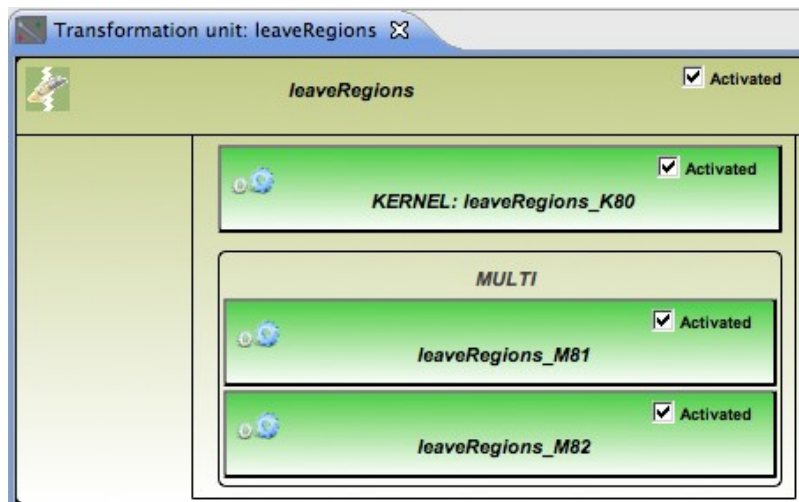 Transformation unit: leaveRegions
leaveRegions
Activated
Activated
KERNEL: leaveRegions_K80
MULTI
Activated
leaveRegions_M81
Activated
leaveRegions_M82